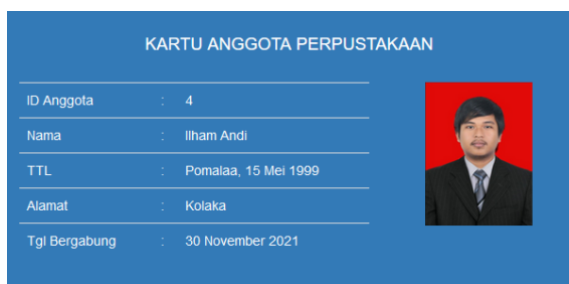 KARTU ANGGOTA PERPUSTAKAAN
ID Anggota : 4
Nama : Ilham Andi
TTL : Pomalaa, 15 Mei 1999
Alamat : Kolaka
Tgl Bergabung : 30 November 2021